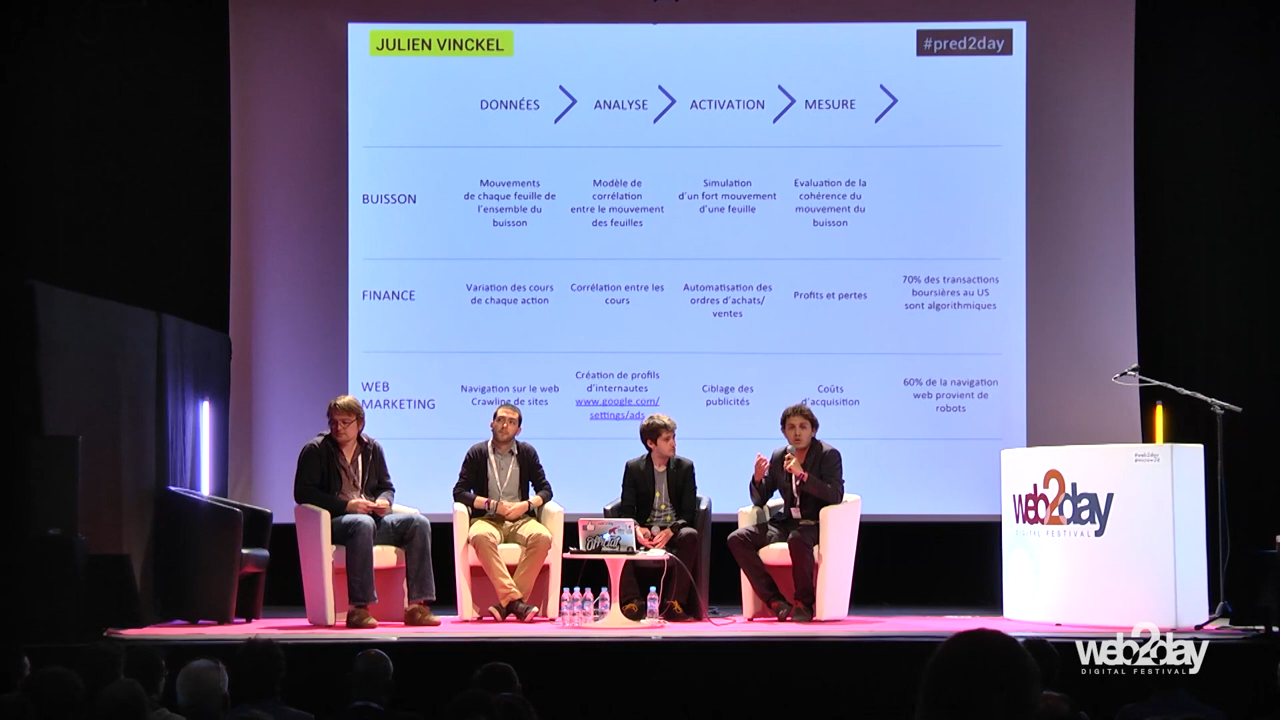 JULIEN VINCKEL
#pred2day
DONNÉES
ANALYSE
ACTIVATION
MESURE
BUISSON
Mouvements
de chaque feuille de
l'ensemble du
buisson
Modèle de
corrélation
entre le mouvement
des feuilles
Simulation
d'un fort mouvement
d'une feuille
Evaluation de la
cohérence du
mouvement du
buisson
FINANCE
Variation des cours
de chaque action
Corrélation entre les
cours
Automatisation des
ordres d'achats/
ventes
Profits et pertes
70% des transactions
boursières au US
sont algorithmiques
WEB
MARKETING
Navigation sur le web
Crawling de sites
Création de profils
d'internautes
www.google.com/
settings/ads
Ciblage des
publicités
Coûts
d'acquisition
60% de la navigation
web provient de
robots
#web2day
web2day
DIGITAL FESTIVAL
web2day
DIGITAL FESTIVAL